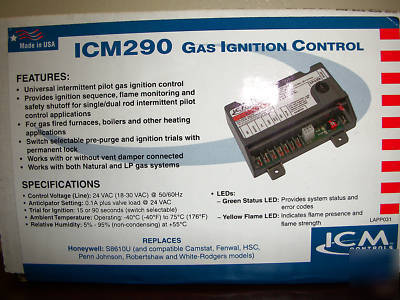 Made in USA
ICM290 GAS IGNITION CONTROL
FEATURES:
• Universal intermittent pilot gas ignition control
• Provides ignition sequence, flame monitoring and
safety shutoff for single/dual rod intermittent pilot
control applications
• For gas fired furnaces, boilers and other heating
applications
• Switch selectable pre-purge and ignition trials with
permanent lock
• Works with or without vent damper connected
• Works with both Natural and LP gas systems
SPECIFICATIONS
• Control Voltage (Line): 24 VAC (18-30 VAC) @ 50/60Hz
• Anticipator Setting: 0.1A plus valve load @ 24 VAC
• Trial for Ignition: 15 or 90 seconds (switch selectable)
• Ambient Temperature: Operating -40°C (-40°F) to 75°C (176°F)
• Relative Humidity: 5% - 95% (non-condensing) at +55°C
• LEDs:
– Green Status LED: Provides system status and
error codes
– Yellow Flame LED: Indicates flame presence and
flame strength
LAPP031
REPLACES
Honeywell: S8610U (and compatible Camstat, Fenwal, HSC,
Penn Johnson, Robertshaw and White-Rodgers models)
ICM
CONTROLS